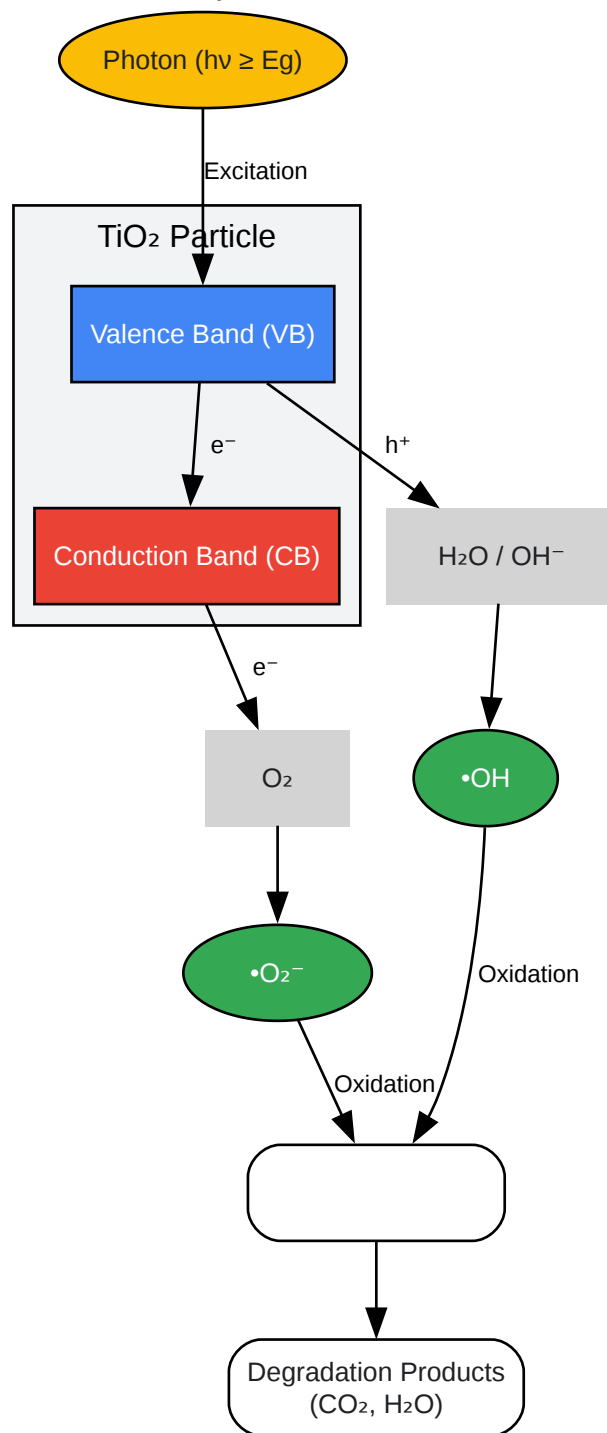 Photon (hν ≥ Eg)
Excitation
TiO₂ Particle
Valence Band (VB)
e⁻
h⁺
Conduction Band (CB)
H₂O / OH⁻
e⁻
O₂
•OH
•O₂⁻
Oxidation
Oxidation
Degradation Products
(CO₂, H₂O)